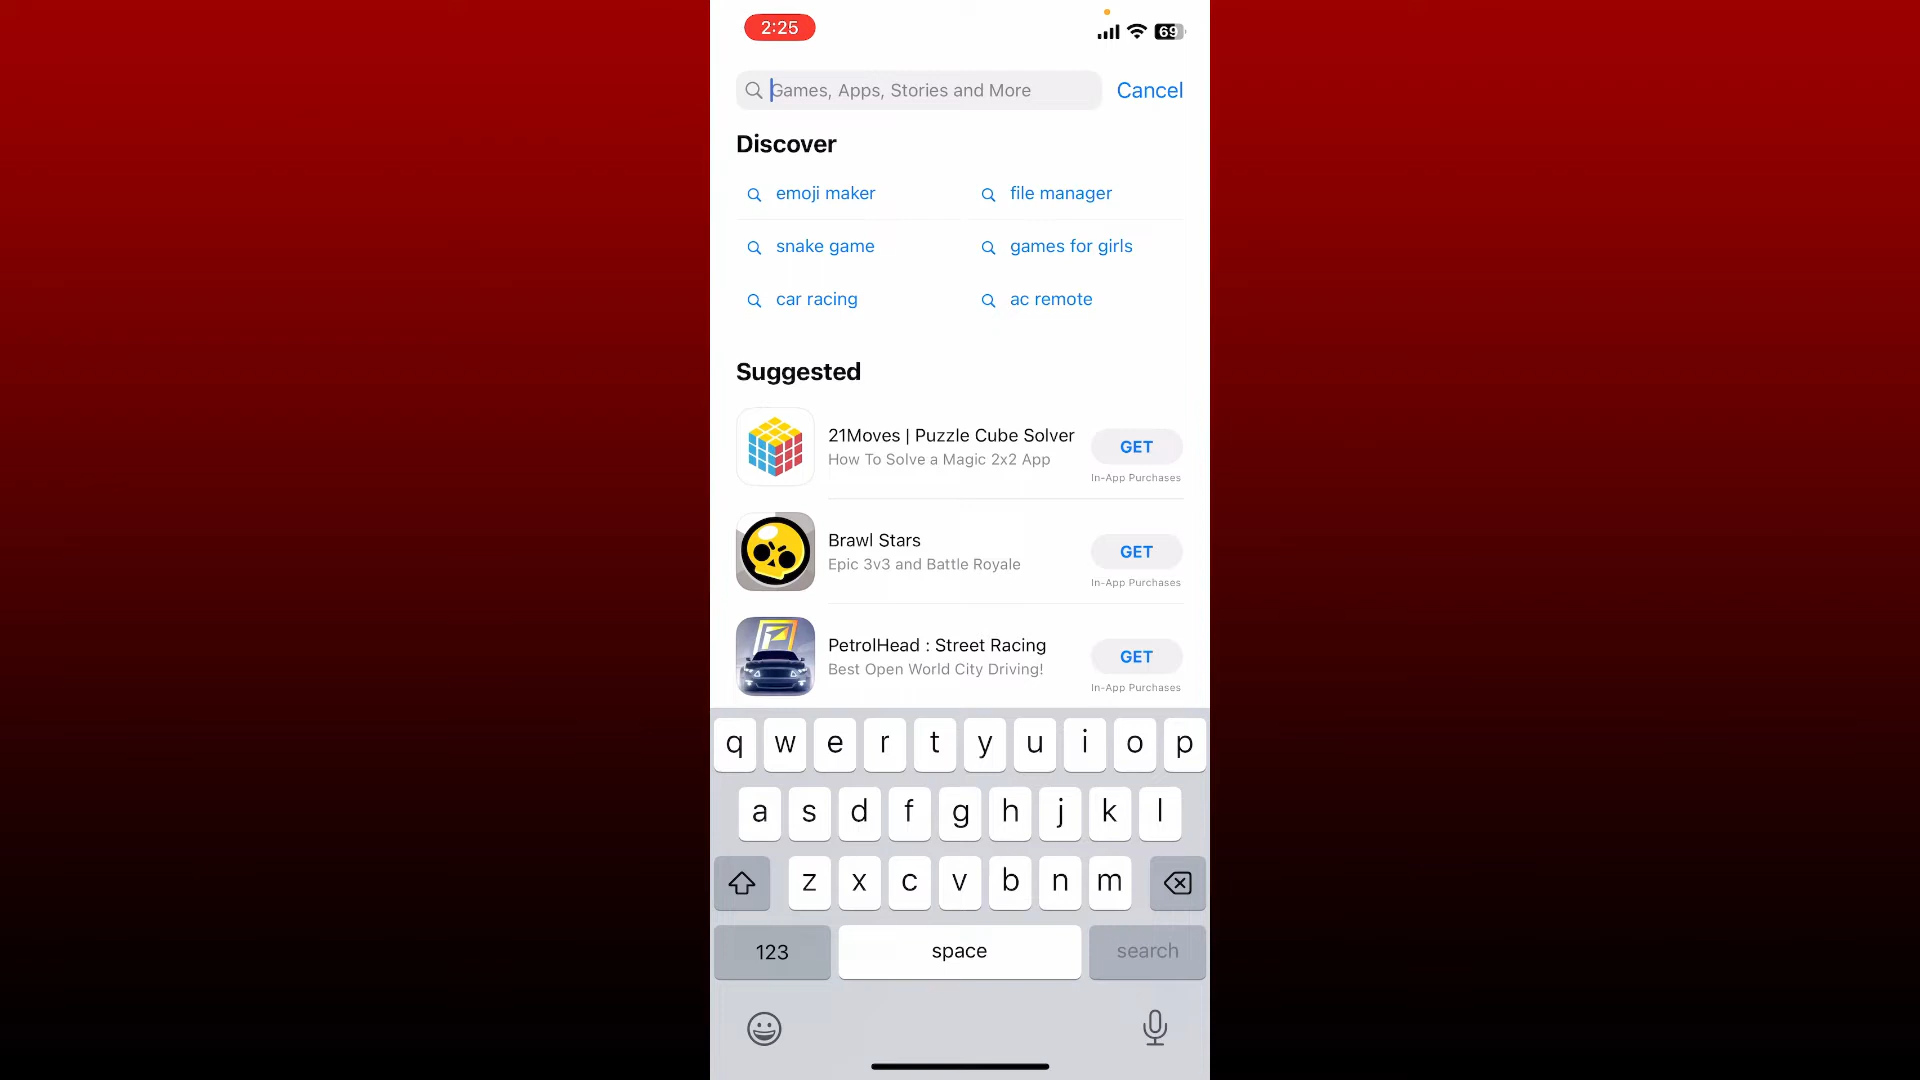 2:25
69
Games, Apps, Stories and More
Cancel
Discover
emoji maker
file manager
snake game
games for girls
car racing
ac remote
Suggested
21Moves | Puzzle Cube Solver
How To Solve a Magic 2x2 App
GET
In-App Purchases
Brawl Stars
Epic 3v3 and Battle Royale
GET
In-App Purchases
PetrolHead : Street Racing
Best Open World City Driving!
GET
In-App Purchases
q w e r t y u i o p
a s d f g h j k l
z x c v b n m
123 space search